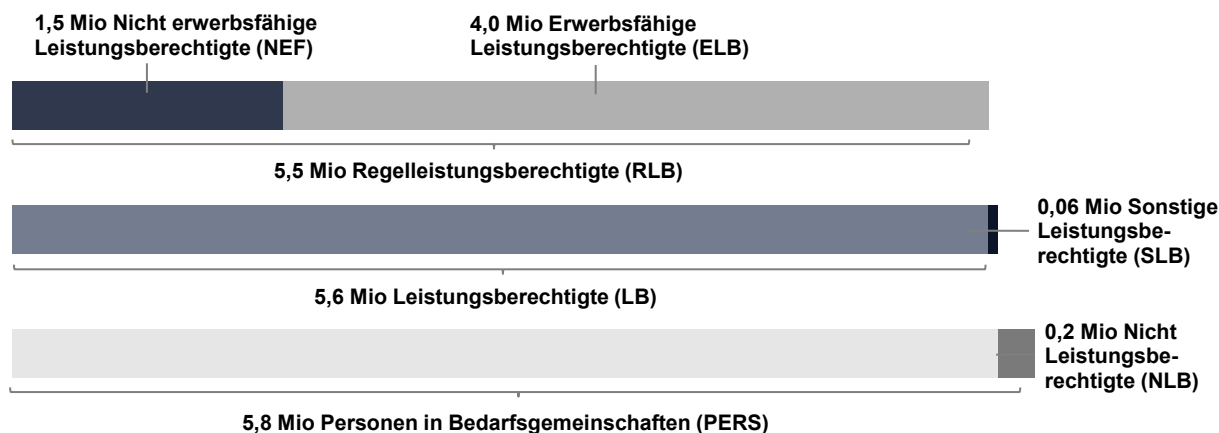 1,5 Mio Nicht erwerbsfähige
Leistungsberechtigte (NEF)
4,0 Mio Erwerbsfähige
Leistungsberechtigte (ELB)
5,5 Mio Regelleistungsberechtigte (RLB)
0,06 Mio Sonstige
Leistungsbe-
rechtigte (SLB)
5,6 Mio Leistungsberechtigte (LB)
0,2 Mio Nicht
Leistungsbe-
rechtigte (NLB)
5,8 Mio Personen in Bedarfsgemeinschaften (PERS)